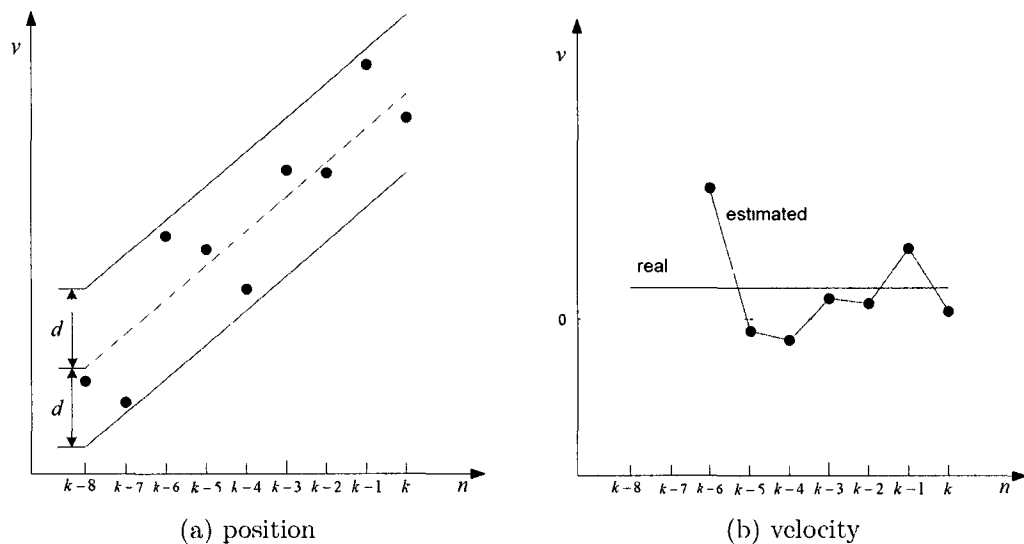 v
d
d
k-8 k-7 k-6 k-5 k-4 k-3 k-2 k-1 k n
(a) position
v
estimated
real
0
k-8 k-7 k-6 k-5 k-4 k-3 k-2 k-1 k n
(b) velocity